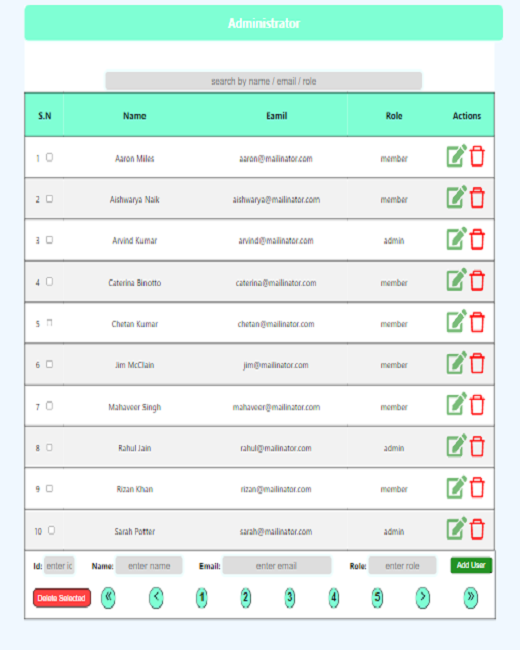 Administrator
search by name / email / role
S.N Name Eamil Role Actions
1 Aaron Miles aaron@mailinator.com member
2 Aishwarya Naik aishwarya@mailinator.com member
3 Arvind Kumar arvind@mailinator.com admin
4 Caterina Binotto caterina@mailinator.com member
5 Chetan Kumar chetan@mailinator.com member
6 Jim McClain jim@mailinator.com member
7 Mahaveer Singh mahaveer@mailinator.com member
8 Rahul Jain rahul@mailinator.com admin
9 Rizan Khan rizan@mailinator.com member
10 Sarah Potter sarah@mailinator.com admin
Id: enter ic Name: enter name Email: enter email Role: enter role Add User
Delete Selected « < 1 2 3 4 5 > »